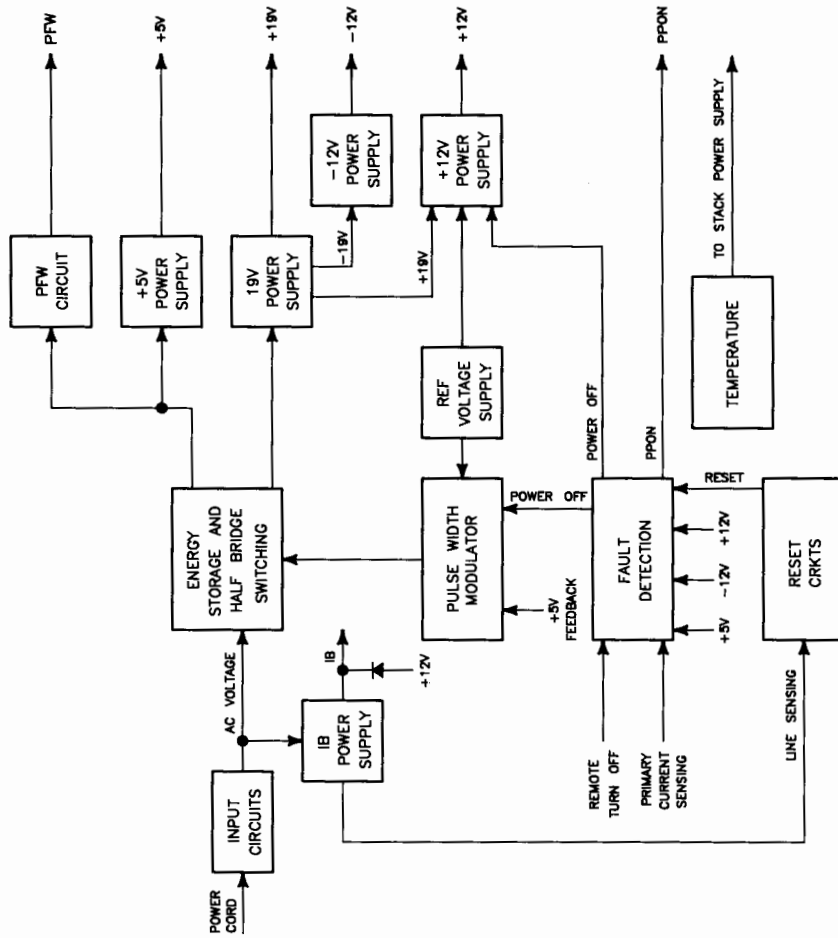 POWER
CORD
INPUT
CIRCUITS
AC VOLTAGE
IB
POWER
SUPPLY
IB
+12V
ENERGY
STORAGE AND
HALF BRIDGE
SWITCHING
PFW
CIRCUIT
PFW
+5V
POWER
SUPPLY
+5V
19V
POWER
SUPPLY
+19V
-19V
-12V
POWER
SUPPLY
-12V
+19V
+12V
POWER
SUPPLY
+12V
REF
VOLTAGE
SUPPLY
PULSE WIDTH
MODULATOR
+5V
FEEDBACK
POWER OFF
POWER OFF
REMOTE
TURN OFF
PRIMARY
CURRENT
SENSING
FAULT
DETECTION
PPON
PPON
+5V
-12V
+12V
RESET
LINE SENSING
RESET
CRKTS
TEMPERATURE
TO STACK POWER SUPPLY